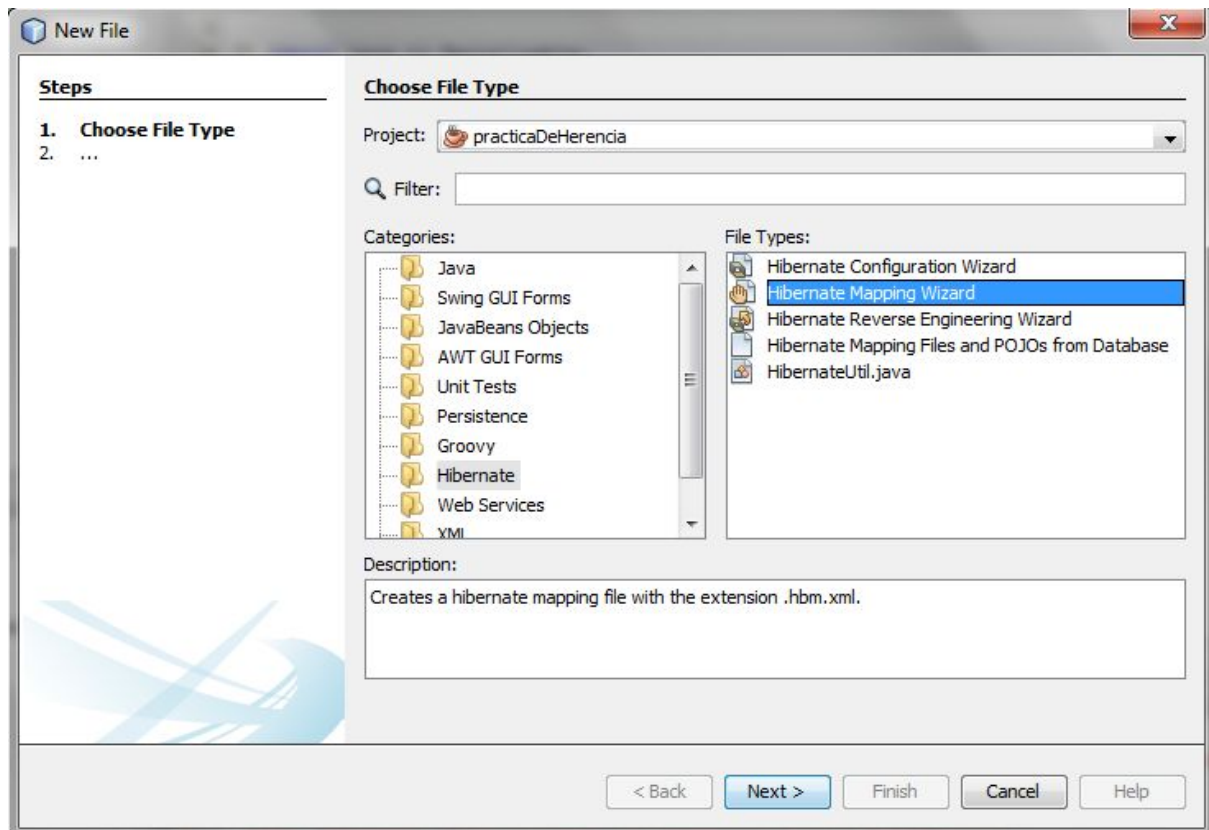 New File
Steps
1. Choose File Type
2. ...
Choose File Type
Project: practicaDeHerencia
Filter:
Categories:
Java
Swing GUI Forms
JavaBeans Objects
AWT GUI Forms
Unit Tests
Persistence
Groovy
Hibernate
Web Services
XML
File Types:
Hibernate Configuration Wizard
Hibernate Mapping Wizard
Hibernate Reverse Engineering Wizard
Hibernate Mapping Files and POJOs from Database
HibernateUtil.java
Description:
Creates a hibernate mapping file with the extension .hbm.xml.
< Back
Next >
Finish
Cancel
Help